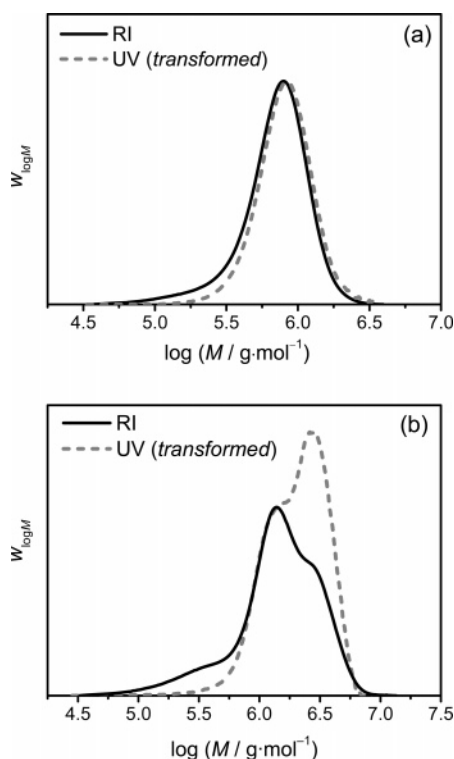 (a)
RI
UV (transformed)
w_logM
4.5 5.0 5.5 6.0 6.5 7.0
log (M / g·mol⁻¹)
(b)
RI
UV (transformed)
w_logM
4.5 5.0 5.5 6.0 6.5 7.0 7.5
log (M / g·mol⁻¹)